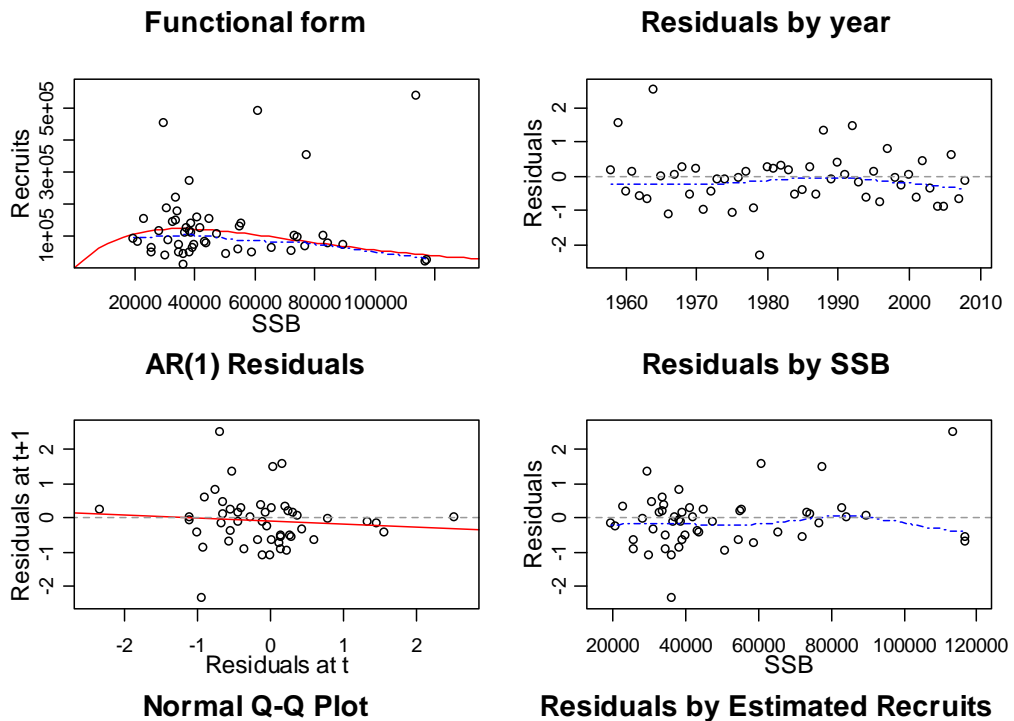 Functional form
Residuals by year
Recruits
1e+05 3e+05 5e+05
20000 40000 60000 80000 100000
SSB
Residuals
-2 -1 0 1 2
1960 1970 1980 1990 2000 2010
AR(1) Residuals
Residuals by SSB
Residuals at t+1
-2 -1 0 1 2
-2 -1 0 1 2
Residuals at t
Residuals
-2 -1 0 1 2
20000 40000 60000 80000 100000 120000
SSB
Normal Q-Q Plot
Residuals by Estimated Recruits